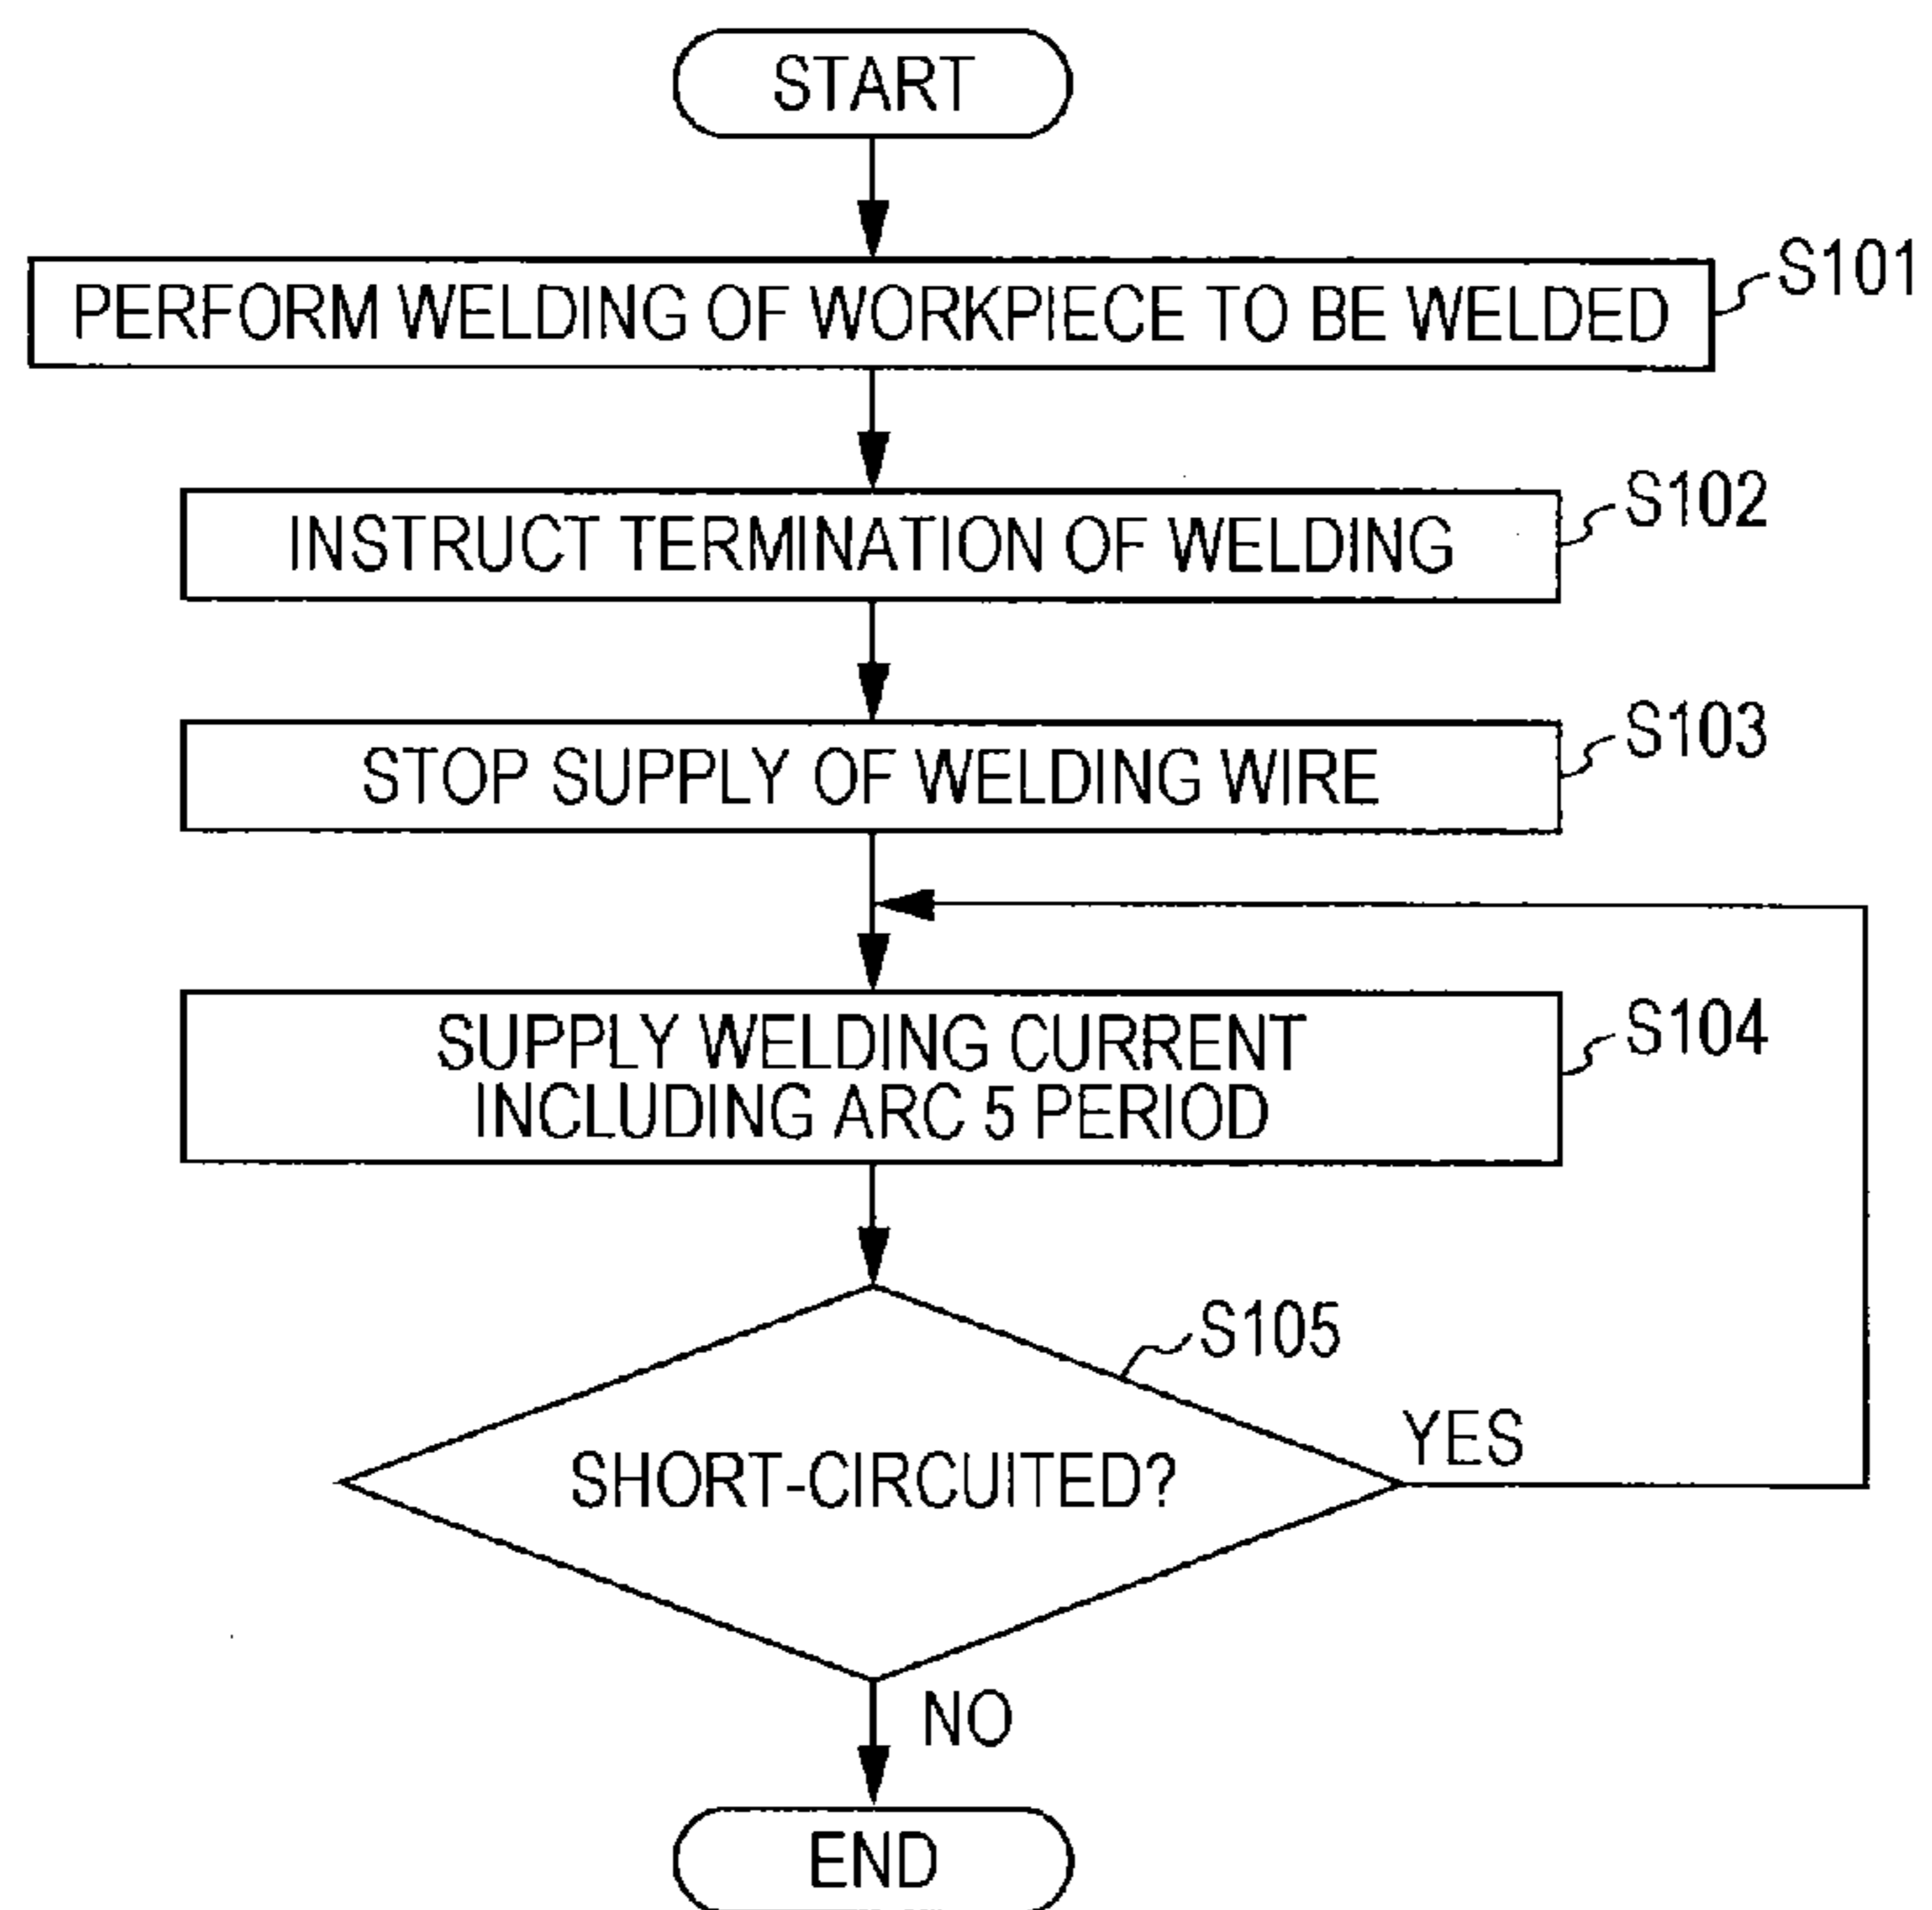 START
PERFORM WELDING OF WORKPIECE TO BE WELDED
S101
INSTRUCT TERMINATION OF WELDING
S102
STOP SUPPLY OF WELDING WIRE
S103
SUPPLY WELDING CURRENT
INCLUDING ARC 5 PERIOD
S104
S105
SHORT-CIRCUITED?
YES
NO
END